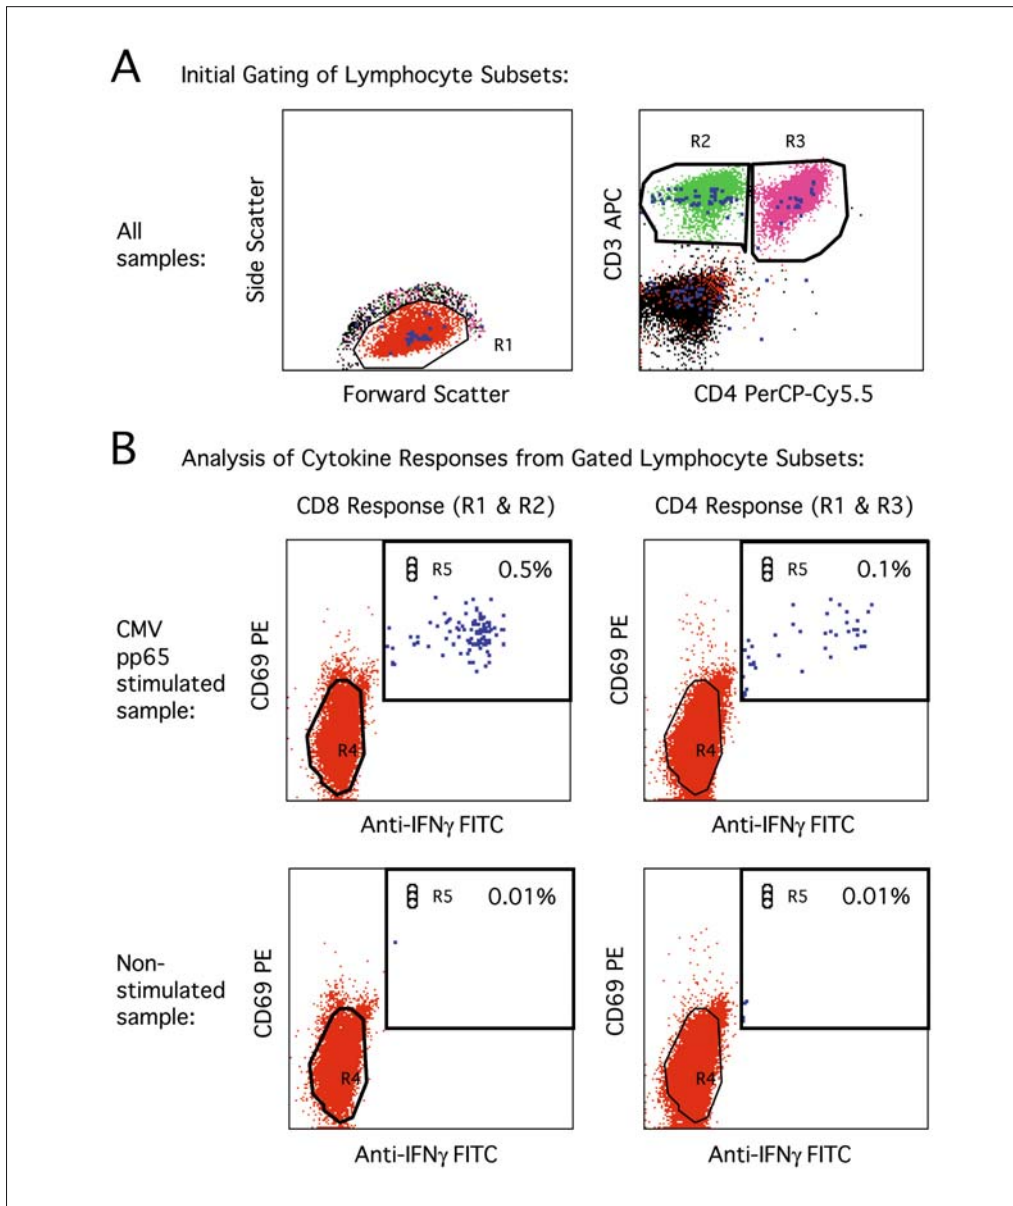 A Initial Gating of Lymphocyte Subsets:
All
samples:
Side Scatter
R1
Forward Scatter
CD3 APC
R2 R3
CD4 PerCP-Cy5.5
B Analysis of Cytokine Responses from Gated Lymphocyte Subsets:
CD8 Response (R1 & R2)
CD4 Response (R1 & R3)
CMV
pp65
stimulated
sample:
CD69 PE
R5 0.5%
R4
Anti-IFNγ FITC
CD69 PE
R5 0.1%
R4
Anti-IFNγ FITC
Non-
stimulated
sample:
CD69 PE
R5 0.01%
R4
Anti-IFNγ FITC
CD69 PE
R5 0.01%
R4
Anti-IFNγ FITC